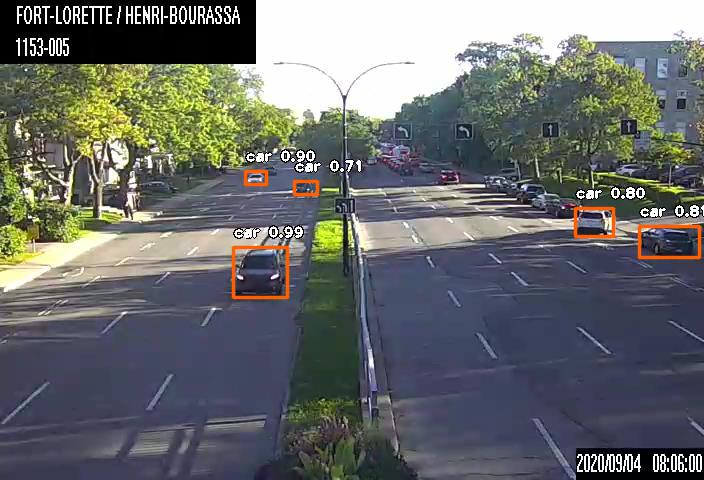 FORT-LORETTE / HENRI-BOURASSA
1153-005
car 0.90
car 0.71
car 0.80
car 0.81
car 0.99
2020/09/04 08:06:00